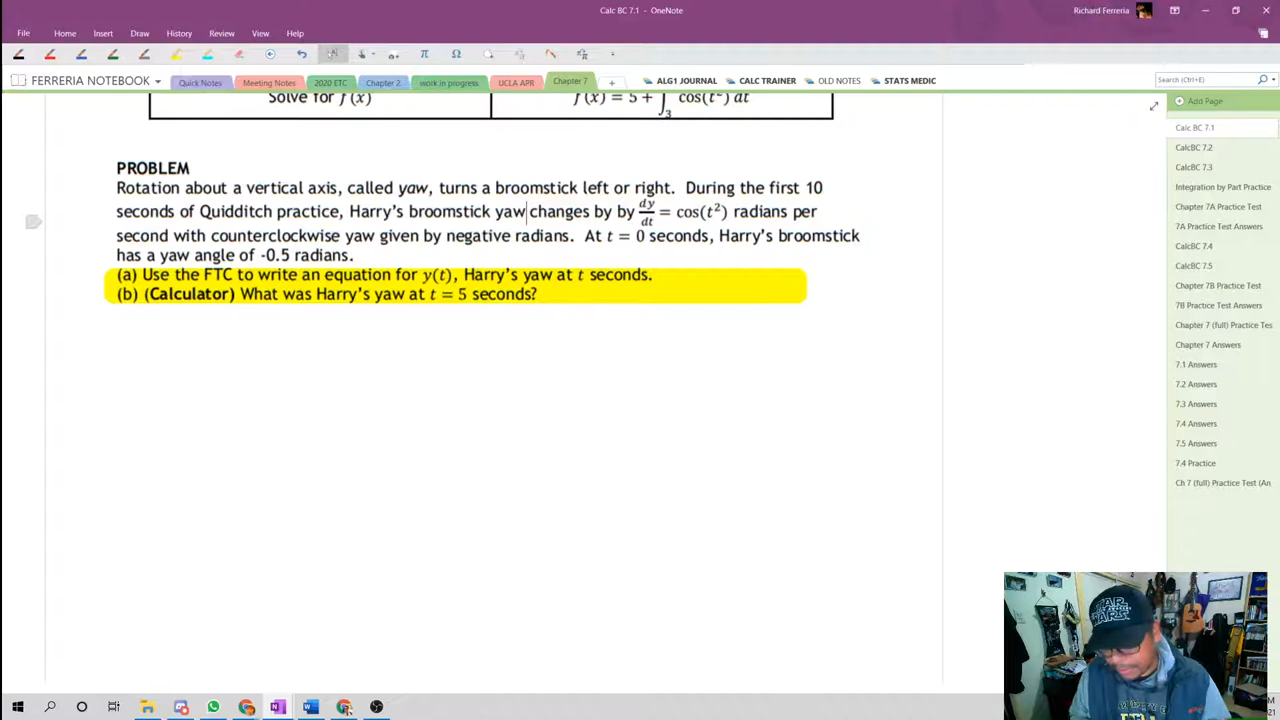 Calc BC 7.1 - OneNote
Richard Ferreria
File Home Insert Draw History Review View Help
FERRERIA NOTEBOOK
Quick Notes Meeting Notes 2020 ETC Chapter 2 work in progress UCLA APR Chapter 7 ALG1 JOURNAL CALC TRAINER OLD NOTES STATS MEDIC
Search (Ctrl+E)
Add Page
Calc BC 7.1
CalcBC 7.2
CalcBC 7.3
Integration by Part Practice
Chapter 7A Practice Test
7A Practice Test Answers
CalcBC 7.4
CalcBC 7.5
Chapter 7B Practice Test
7B Practice Test Answers
Chapter 7 (full) Practice Tes
Chapter 7 Answers
7.1 Answers
7.2 Answers
7.3 Answers
7.4 Answers
7.5 Answers
7.4 Practice
Ch 7 (full) Practice Test (An
Solve for f(x)
f(x) = 5 + ∫₃ cos(t²) dt
PROBLEM
Rotation about a vertical axis, called yaw, turns a broomstick left or right. During the first 10
seconds of Quidditch practice, Harry's broomstick yaw changes by by dy/dt = cos(t²) radians per
second with counterclockwise yaw given by negative radians. At t = 0 seconds, Harry's broomstick
has a yaw angle of -0.5 radians.
(a) Use the FTC to write an equation for y(t), Harry's yaw at t seconds.
(b) (Calculator) What was Harry's yaw at t = 5 seconds?
STAR
WARS